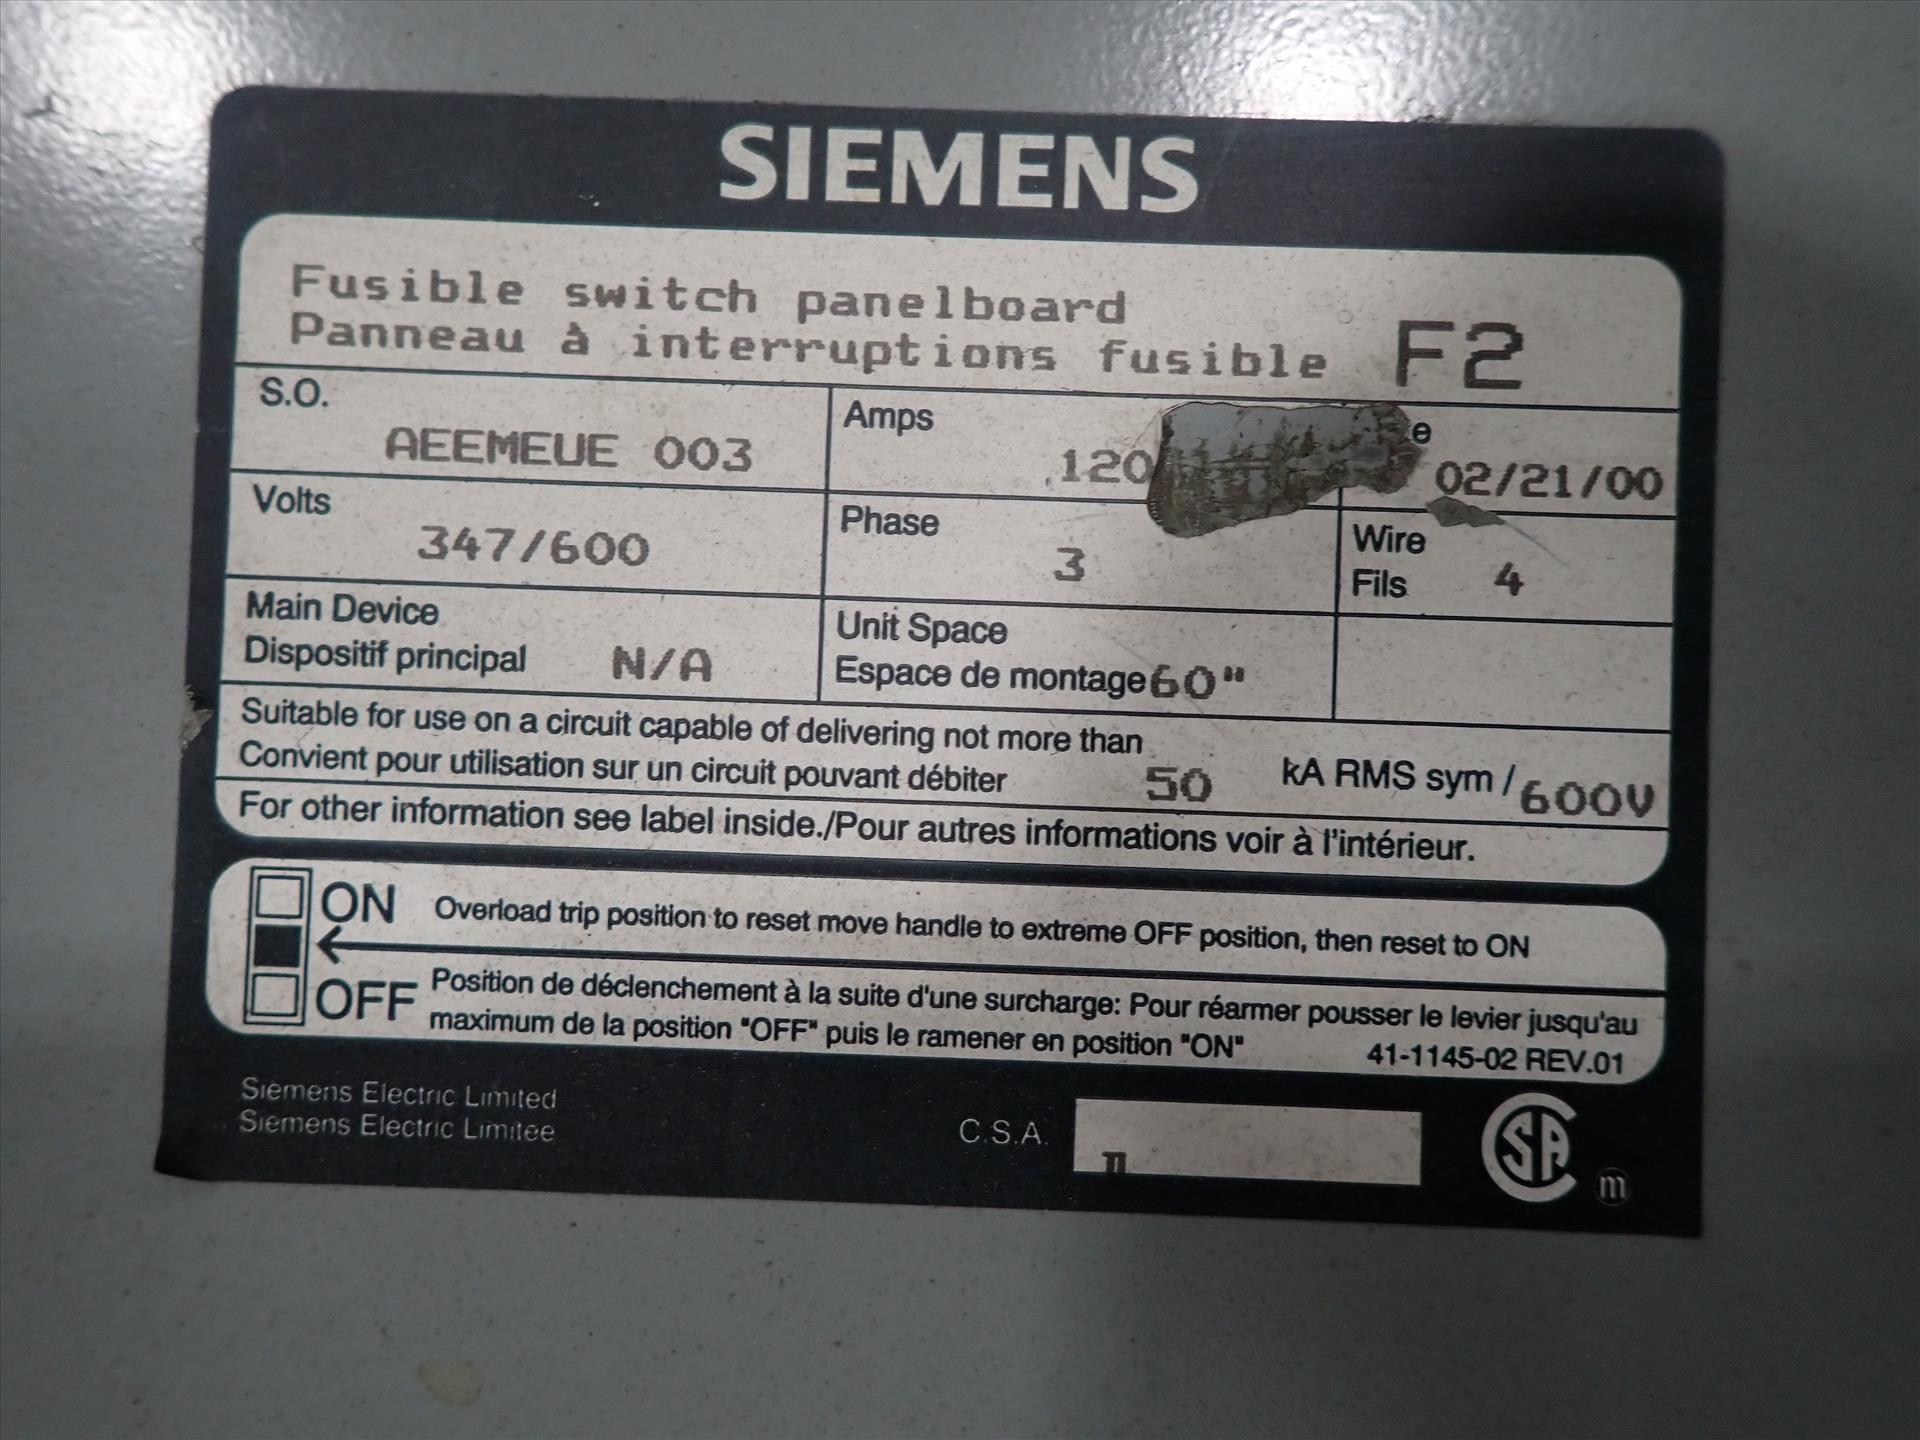 SIEMENS
Fusible switch panelboard
Panneau à interruptions fusible F2
S.O. AEEMEUE 003
Amps 120
02/21/00
Volts 347/600
Phase 3
Wire
Fils 4
Main Device
Dispositif principal N/A
Unit Space
Espace de montage 60"
Suitable for use on a circuit capable of delivering not more than
Convient pour utilisation sur un circuit pouvant débiter 50 kA RMS sym / 600V
For other information see label inside./Pour autres informations voir à l'intérieur.
ON Overload trip position to reset move handle to extreme OFF position, then reset to ON
OFF Position de déclenchement à la suite d'une surcharge: Pour réarmer pousser le levier jusqu'au
maximum de la position "OFF" puis le ramener en position "ON" 41-1145-02 REV.01
Siemens Electric Limited
Siemens Electric Limitee
C.S.A.
SA
m